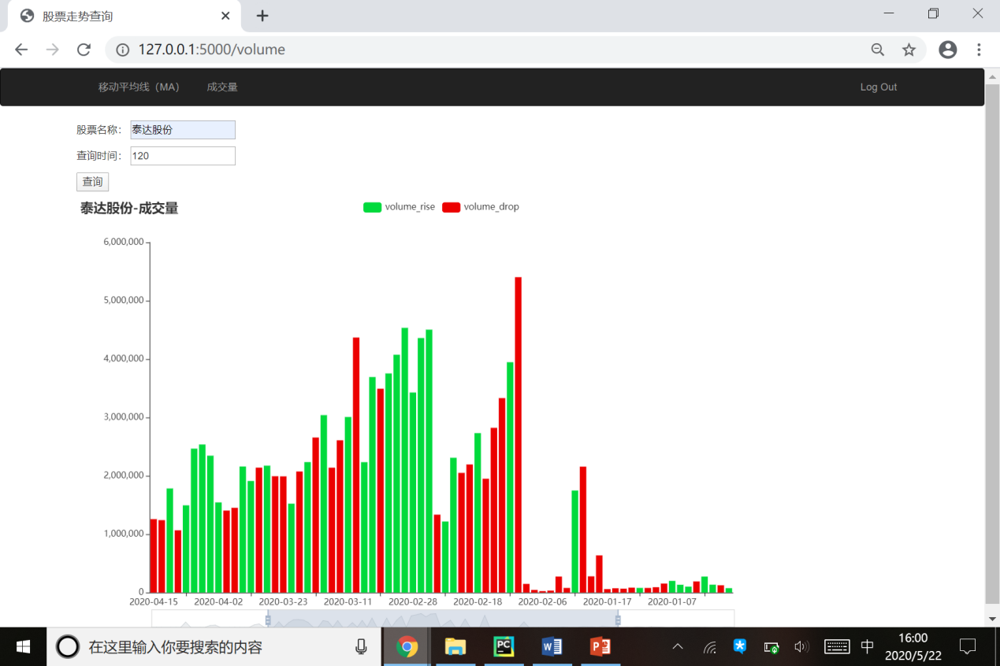 股票走势查询
127.0.0.1:5000/volume
移动平均线（MA） 成交量 Log Out
股票名称： 泰达股份
查询时间： 120
查询
泰达股份-成交量
volume_rise volume_drop
6,000,000
5,000,000
4,000,000
3,000,000
2,000,000
1,000,000
0
2020-04-15 2020-04-02 2020-03-23 2020-03-11 2020-02-28 2020-02-18 2020-02-06 2020-01-17 2020-01-07
在这里输入你要搜索的内容
PC
W
P
中
16:00
2020/5/22